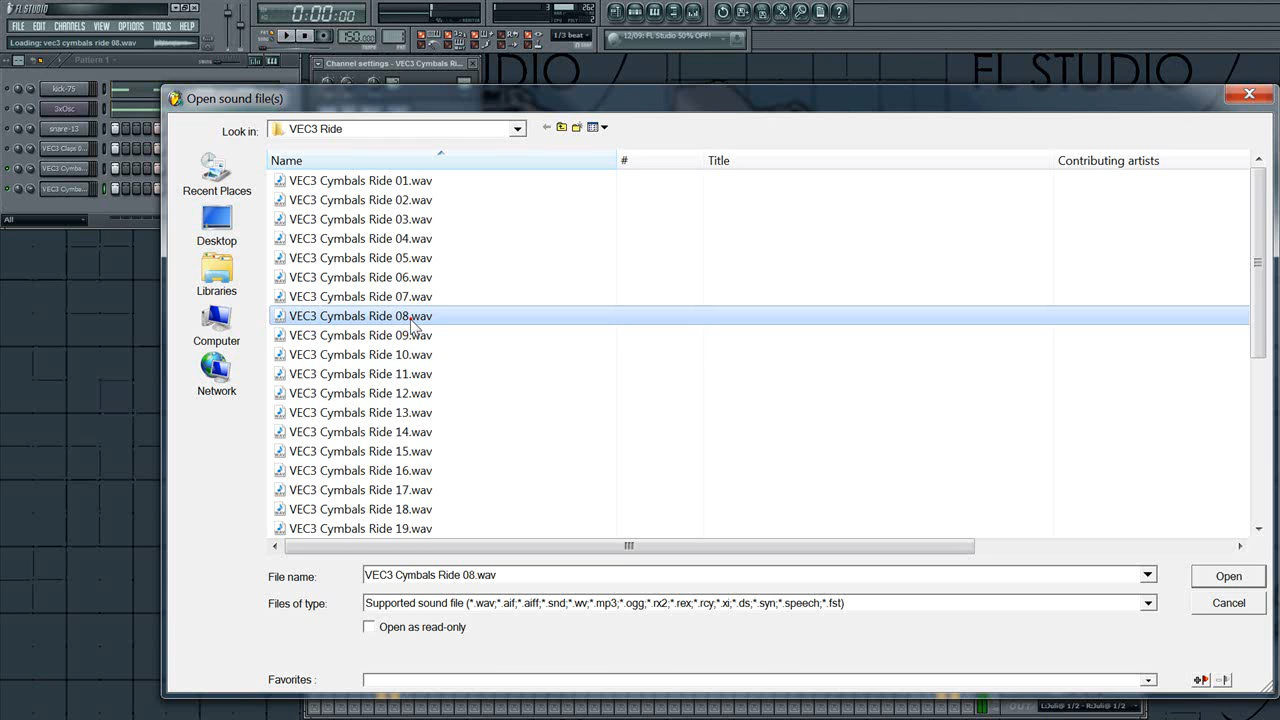 FL STUDIO
FILE EDIT CHANNELS VIEW OPTIONS TOOLS HELP
Loading: vec3 cymbals ride 08.wav
0:00:00
1/3 beat
12/09: FL Studio 50% OFF!
Pattern 1
Channel settings - VEC3 Cymbals Ri...
FL STUDIO
kick-75
3xOsc
snare-13
VEC3 Claps 0...
VEC3 Cymba...
VEC3 Cymba...
All
Open sound file(s)
Look in:
VEC3 Ride
Recent Places
Desktop
Libraries
Computer
Network
Name # Title Contributing artists
VEC3 Cymbals Ride 01.wav
VEC3 Cymbals Ride 02.wav
VEC3 Cymbals Ride 03.wav
VEC3 Cymbals Ride 04.wav
VEC3 Cymbals Ride 05.wav
VEC3 Cymbals Ride 06.wav
VEC3 Cymbals Ride 07.wav
VEC3 Cymbals Ride 08.wav
VEC3 Cymbals Ride 09.wav
VEC3 Cymbals Ride 10.wav
VEC3 Cymbals Ride 11.wav
VEC3 Cymbals Ride 12.wav
VEC3 Cymbals Ride 13.wav
VEC3 Cymbals Ride 14.wav
VEC3 Cymbals Ride 15.wav
VEC3 Cymbals Ride 16.wav
VEC3 Cymbals Ride 17.wav
VEC3 Cymbals Ride 18.wav
VEC3 Cymbals Ride 19.wav
File name: VEC3 Cymbals Ride 08.wav
Open
Files of type: Supported sound file (*.wav;*.aif;*.aiff;*.snd;*.wv;*.mp3;*.ogg;*.rx2;*.rex;*.rcy;*.xi;*.ds;*.syn;*.speech;*.fst)
Cancel
Open as read-only
Favorites :